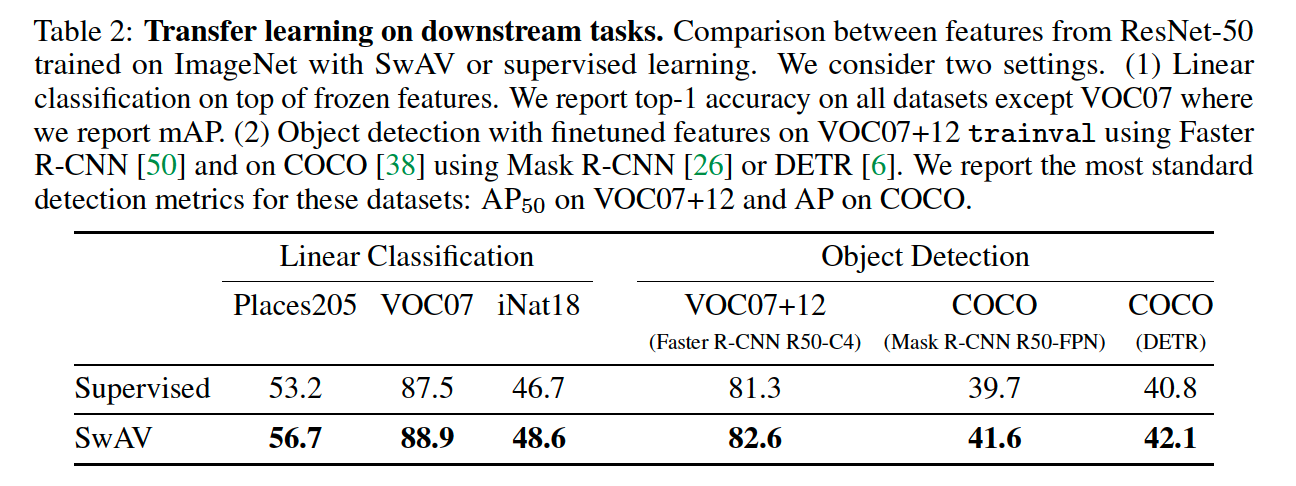 Table 2: Transfer learning on downstream tasks. Comparison between features from ResNet-50
trained on ImageNet with SwAV or supervised learning. We consider two settings. (1) Linear
classification on top of frozen features. We report top-1 accuracy on all datasets except VOC07 where
we report mAP. (2) Object detection with finetuned features on VOC07+12 trainval using Faster
R-CNN [50] and on COCO [38] using Mask R-CNN [26] or DETR [6]. We report the most standard
detection metrics for these datasets: AP₅₀ on VOC07+12 and AP on COCO.
Linear Classification Object Detection
Places205 VOC07 iNat18 VOC07+12 COCO COCO
(Faster R-CNN R50-C4) (Mask R-CNN R50-FPN) (DETR)
Supervised 53.2 87.5 46.7 81.3 39.7 40.8
SwAV 56.7 88.9 48.6 82.6 41.6 42.1